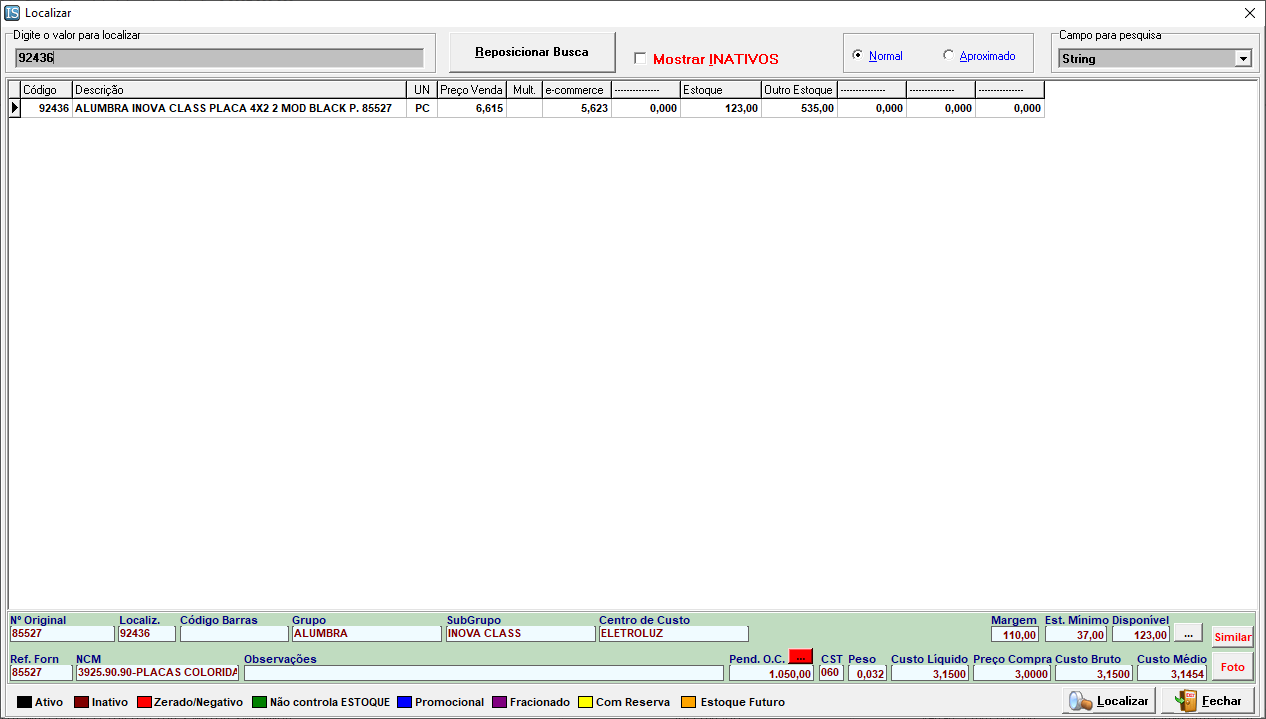 Localizar
Digite o valor para localizar
92436
Reposicionar Busca
Mostrar INATIVOS
Normal
Aproximado
Campo para pesquisa
String
Código Descrição UN Preço Venda Mult. e-commerce -------------- Estoque Outro Estoque -------------- -------------- --------------
92436 ALUMBRA INOVA CLASS PLACA 4X2 2 MOD BLACK P. 85527 PC 6,615 5,623 0,000 123,00 535,00 0,000 0,000 0,000
Nº Original Localiz. Código Barras Grupo SubGrupo Centro de Custo Margem Est. Mínimo Disponível
85527 92436 ALUMBRA INOVA CLASS ELETROLUZ 110,00 37,00 123,00 ... Similar
Ref. Forn NCM Observações Pend. O.C. ... CST Peso Custo Líquido Preço Compra Custo Bruto Custo Médio
85527 3925.90.90-PLACAS COLORIDA 1.050,00 060 0,032 3,1500 3,0000 3,1500 3,1454 Foto
Ativo Inativo Zerado/Negativo Não controla ESTOQUE Promocional Fracionado Com Reserva Estoque Futuro Localizar Fechar